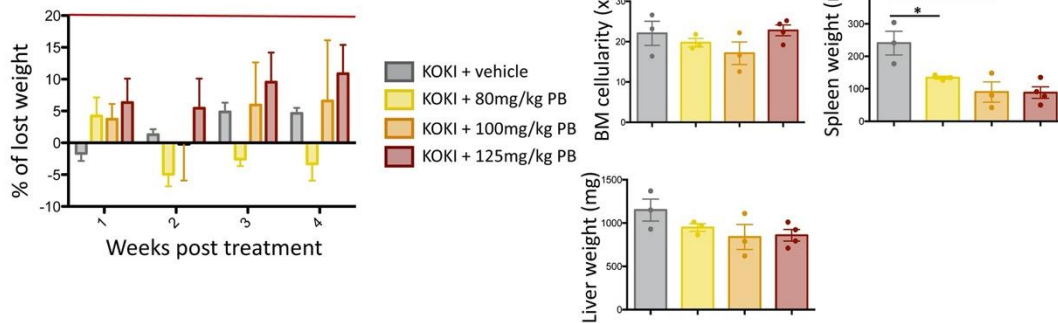 20
15
10
5
0
-5
-10
% of lost weight
1
2
3
4
Weeks post treatment
KOKI + vehicle
KOKI + 80mg/kg PB
KOKI + 100mg/kg PB
KOKI + 125mg/kg PB
30
20
10
0
BM cellularity (x
*
300
200
100
0
Spleen weight
1500
1000
500
0
Liver weight (mg)